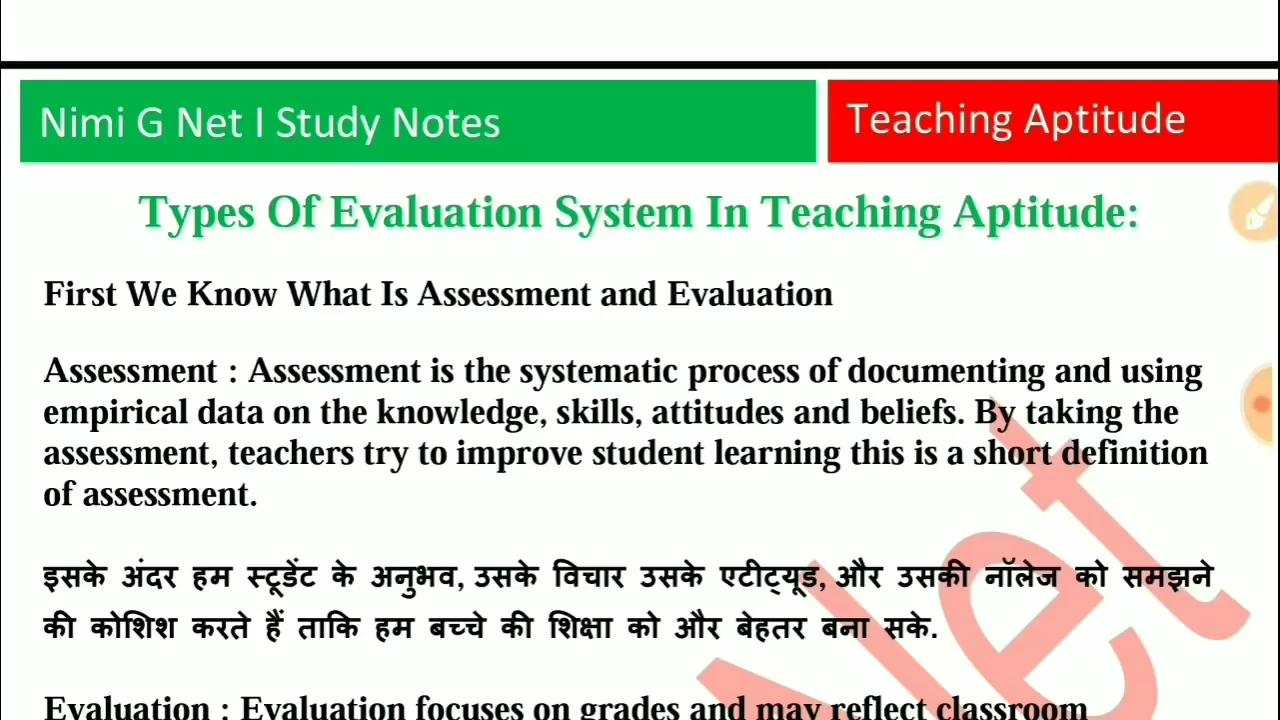 Nimi G Net I Study Notes
Teaching Aptitude
Types Of Evaluation System In Teaching Aptitude:
First We Know What Is Assessment and Evaluation
Assessment : Assessment is the systematic process of documenting and using
empirical data on the knowledge, skills, attitudes and beliefs. By taking the
assessment, teachers try to improve student learning this is a short definition
of assessment.
इसके अंदर हम स्टूडेंट के अनुभव, उसके विचार उसके एटीट्यूड, और उसकी नॉलेज को समझने
की कोशिश करते हैं ताकि हम बच्चे की शिक्षा को और बेहतर बना सके.
Evaluation : Evaluation focuses on grades and may reflect classroom
Net